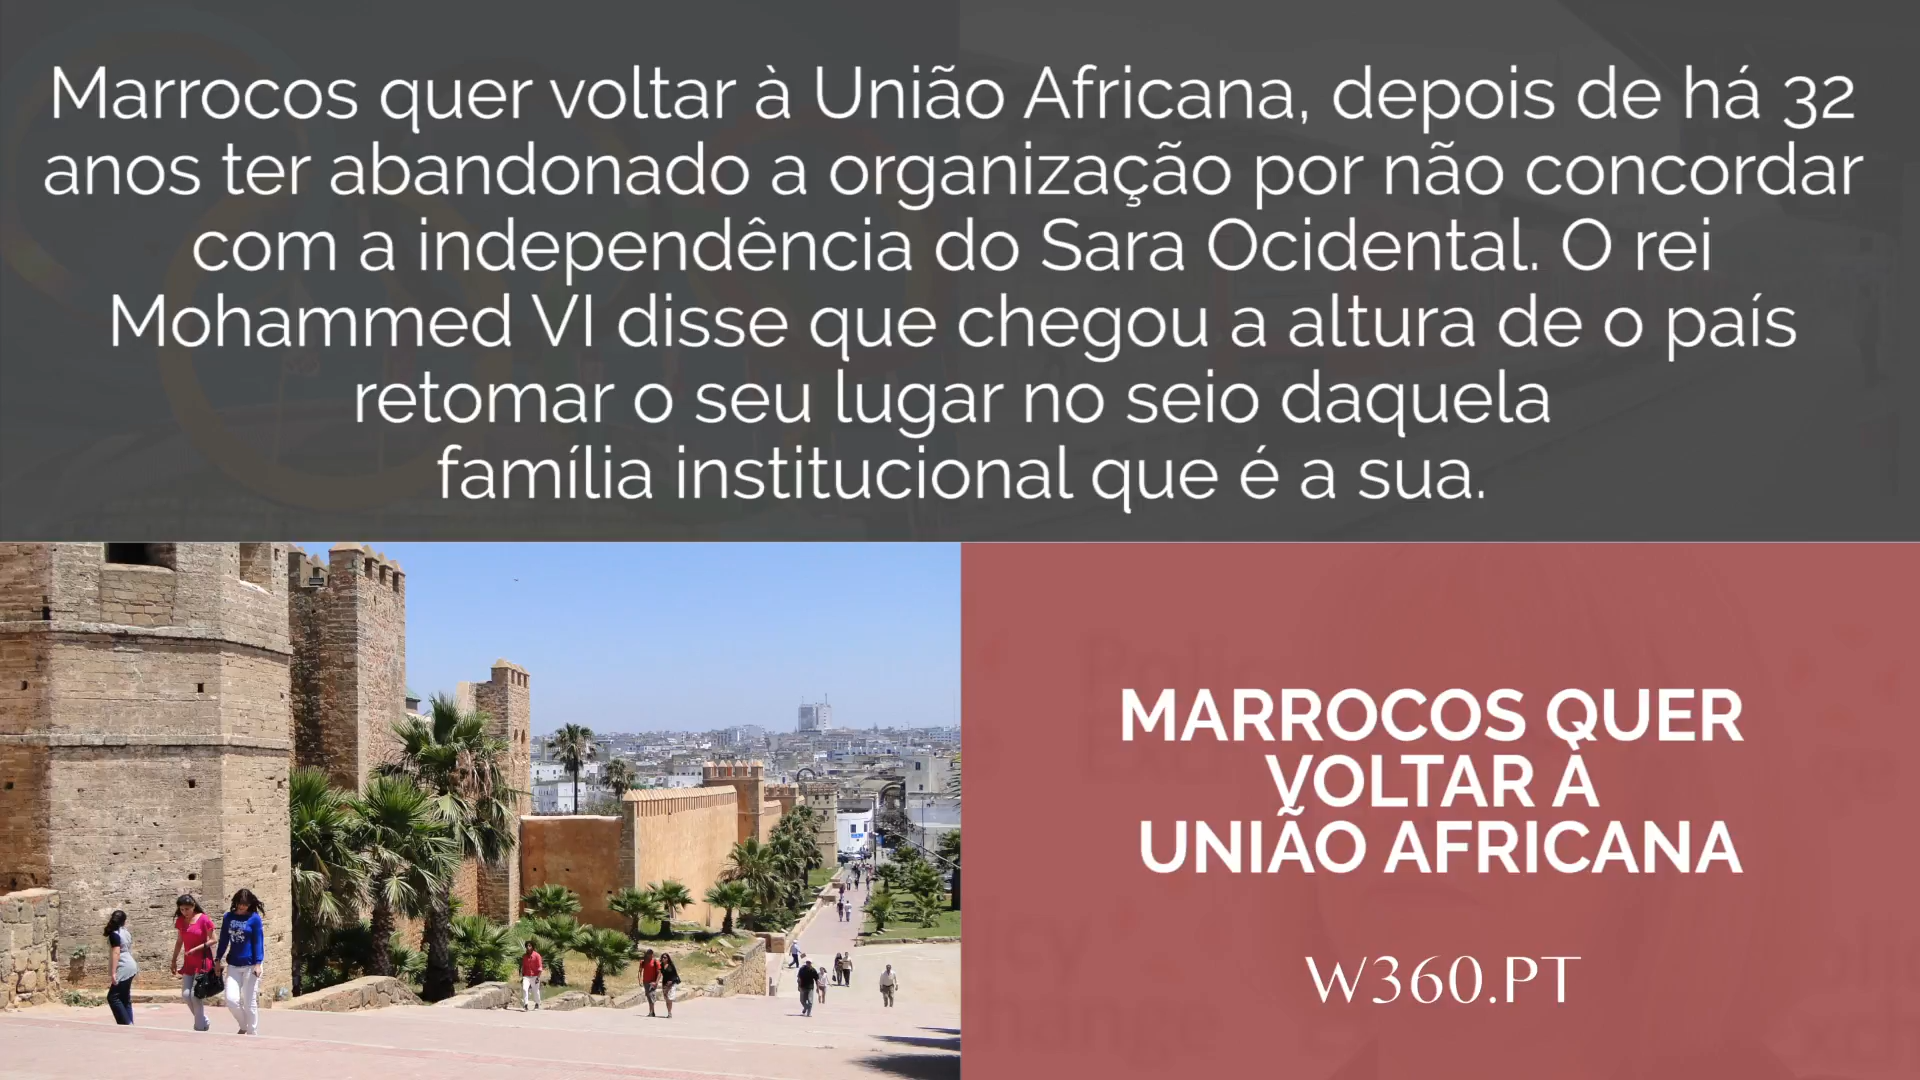 Marrocos quer voltar à União Africana, depois de há 32
anos ter abandonado a organização por não concordar
com a independência do Sara Ocidental. O rei
Mohammed VI disse que chegou a altura de o país
retomar o seu lugar no seio daquela
família institucional que é a sua.
MARROCOS QUER
VOLTAR À
UNIÃO AFRICANA
W360.PT